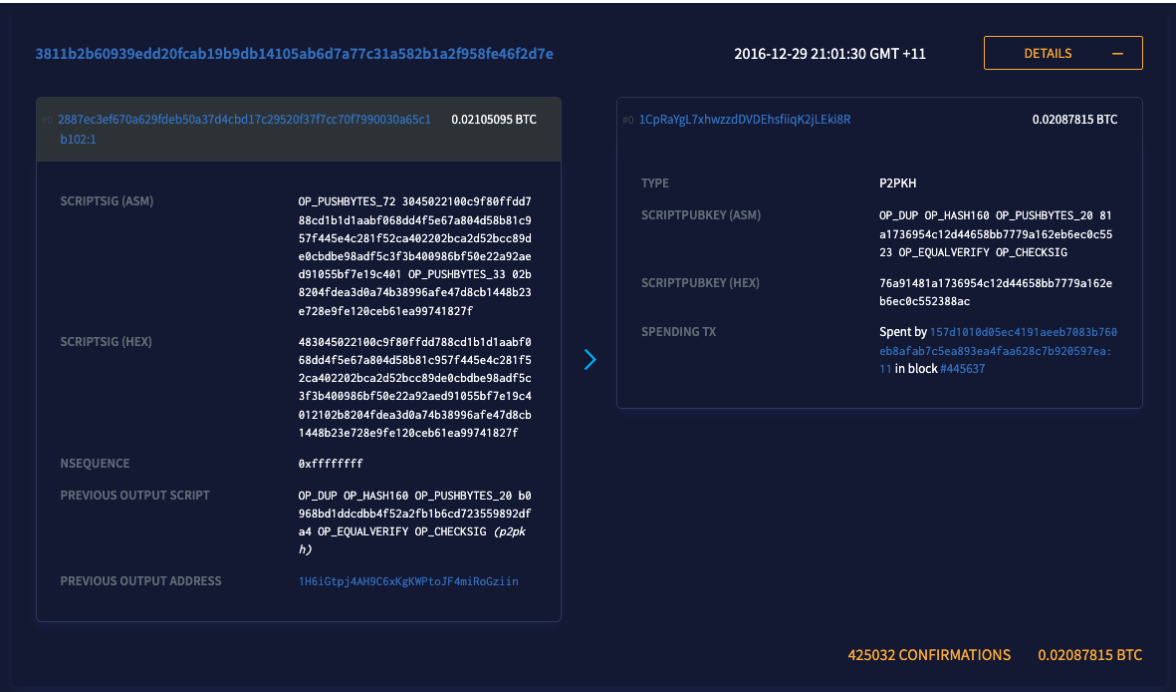 3811b2b60939edd20fcab19b9db14105ab6d7a77c31a582b1a2f958fe46f2d7e
2016-12-29 21:01:30 GMT +11
DETAILS —
#0 2887ec3ef670a629fdeb50a37d4cbd17c29520f37f7cc70f7990030a65c1
b102:1
0.02105095 BTC
SCRIPTSIG (ASM)
OP_PUSHBYTES_72 3045022100c9f80ffdd7
88cd1b1d1aabf068dd4f5e67a804d58b81c9
57f445e4c281f52ca402202bca2d52bcc89d
e0cbdbe98adf5c3f3b400986bf50e22a92ae
d91055bf7e19c401 OP_PUSHBYTES_33 02b
8204fdea3d0a74b38996afe47d8cb1448b23
e728e9fe120ceb61ea99741827f
SCRIPTSIG (HEX)
483045022100c9f80ffdd788cd1b1d1aabf0
68dd4f5e67a804d58b81c957f445e4c281f5
2ca402202bca2d52bcc89de0cbdbe98adf5c
3f3b400986bf50e22a92aed91055bf7e19c4
012102b8204fdea3d0a74b38996afe47d8cb
1448b23e728e9fe120ceb61ea99741827f
NSEQUENCE
0xffffffff
PREVIOUS OUTPUT SCRIPT
OP_DUP OP_HASH160 OP_PUSHBYTES_20 b0
968bd1ddcdbb4f52a2fb1b6cd723559892df
a4 OP_EQUALVERIFY OP_CHECKSIG (p2pk
h)
PREVIOUS OUTPUT ADDRESS
1H6iGtpj4AH9C6xKgKWPtoJF4miRoGziin
#0 1CpRaYgL7xhwzzdDVDEhsfiiqK2jLEki8R
0.02087815 BTC
TYPE
P2PKH
SCRIPTPUBKEY (ASM)
OP_DUP OP_HASH160 OP_PUSHBYTES_20 81
a1736954c12d44658bb7779a162eb6ec0c55
23 OP_EQUALVERIFY OP_CHECKSIG
SCRIPTPUBKEY (HEX)
76a91481a1736954c12d44658bb7779a162e
b6ec0c552388ac
SPENDING TX
Spent by 157d1010d05ec4191aeeb7083b760
eb8afab7c5ea893ea4faa628c7b920597ea:
11 in block #445637
425032 CONFIRMATIONS
0.02087815 BTC